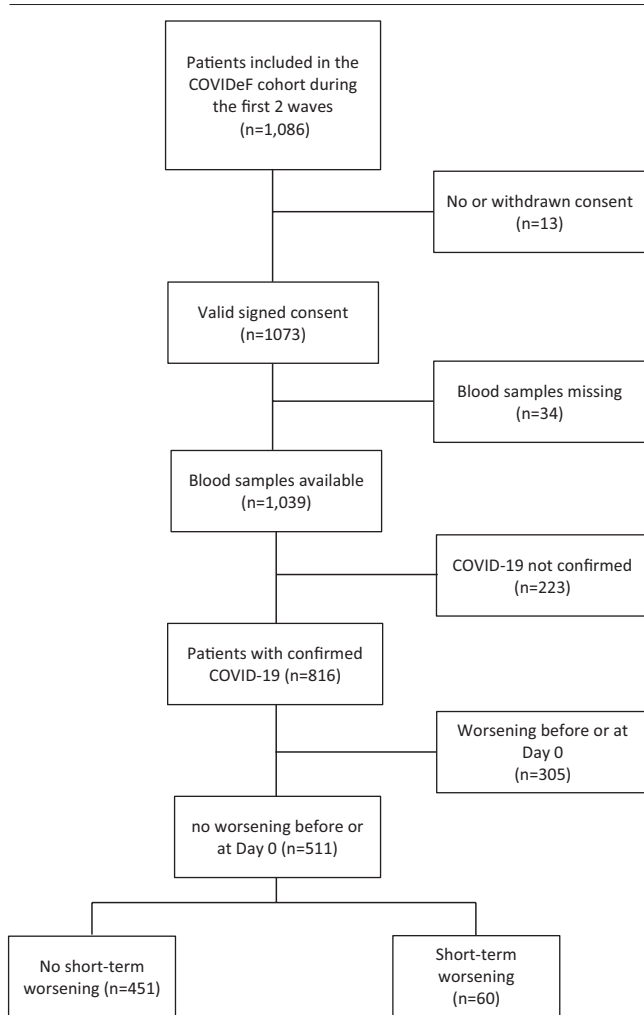 Patients included in the
COVIDeF cohort during
the first 2 waves
(n=1,086)
No or withdrawn consent
(n=13)
Valid signed consent
(n=1073)
Blood samples missing
(n=34)
Blood samples available
(n=1,039)
COVID-19 not confirmed
(n=223)
Patients with confirmed
COVID-19 (n=816)
Worsening before or at
Day 0
(n=305)
no worsening before or
at Day 0 (n=511)
No short-term
worsening (n=451)
Short-term
worsening
(n=60)